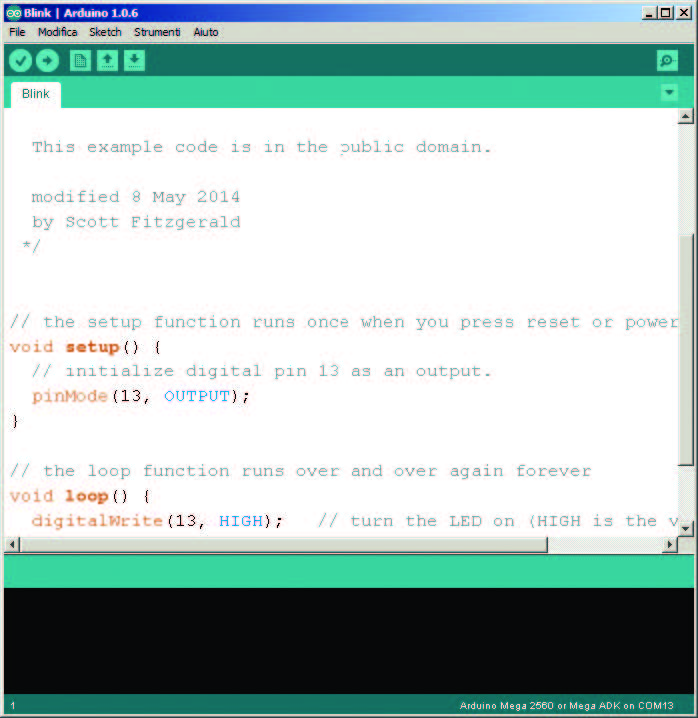 Blink | Arduino 1.0.6
File Modifica Sketch Strumenti Aiuto
Blink
This example code is in the public domain.
modified 8 May 2014
by Scott Fitzgerald
*/
// the setup function runs once when you press reset or power
void setup() {
// initialize digital pin 13 as an output.
pinMode(13, OUTPUT);
}
// the loop function runs over and over again forever
void loop() {
digitalWrite(13, HIGH); // turn the LED on (HIGH is the v
1
Arduino Mega 2560 or Mega ADK on COM13